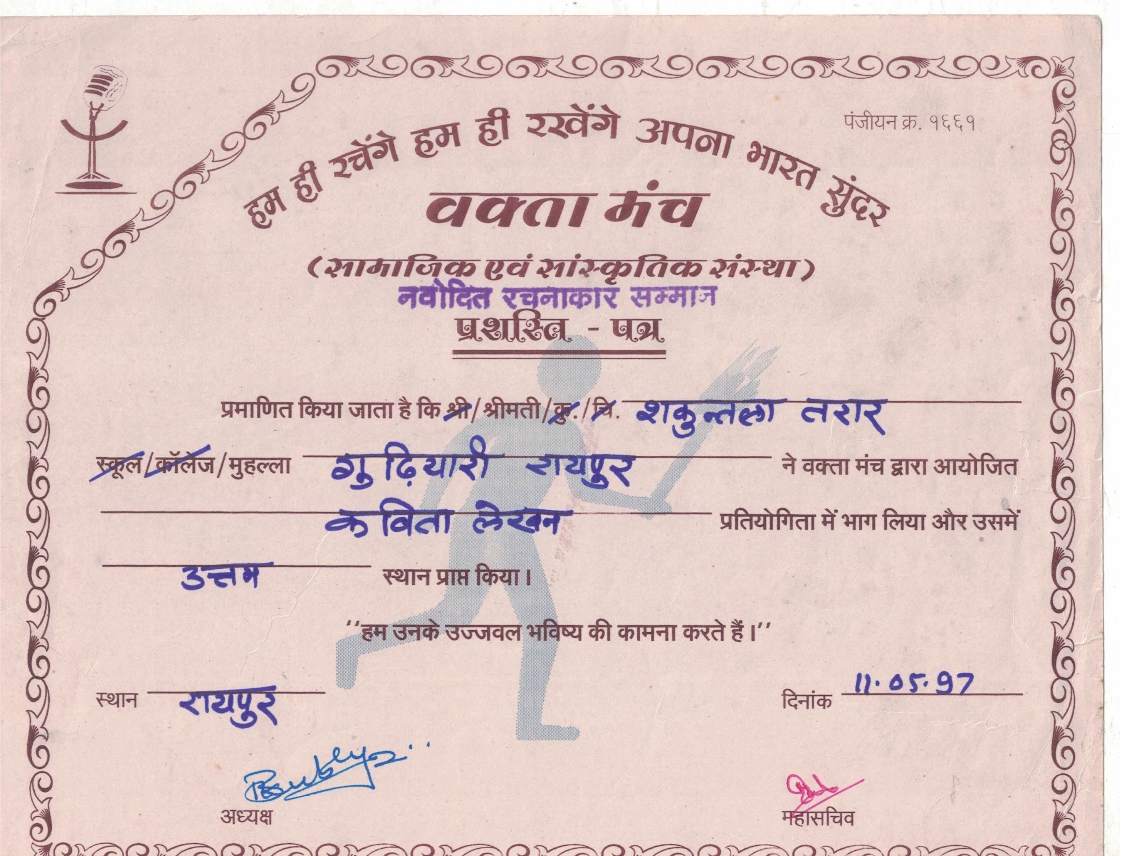 पंजीयन क्र. १६६१
हम ही रचेंगे हम ही रखेंगे अपना भारत सुंदर
वक्ता मंच
(सामाजिक एवं सांस्कृतिक संस्था)
नवोदित रचनाकार सम्मान
प्रशस्ति - पत्र
प्रमाणित किया जाता है कि श्री/श्रीमती/कु./चि. शकुन्तला तरार
स्कूल/कॉलेज/मुहल्ला गुढ़ियारी रायपुर ने वक्ता मंच द्वारा आयोजित
कविता लेखन प्रतियोगिता में भाग लिया और उसमें
उत्तम स्थान प्राप्त किया।
''हम उनके उज्जवल भविष्य की कामना करते हैं।''
स्थान रायपुर दिनांक 11.05.97
अध्यक्ष महासचिव